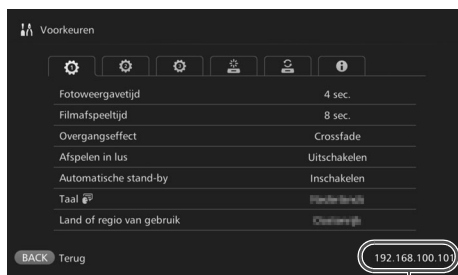 Voorkeuren
Fotoweergavetijd 4 sec.
Filmafspeeltijd 8 sec.
Overgangseffect Crossfade
Afspelen in lus Uitschakelen
Automatische stand-by Inschakelen
Taal
Land of regio van gebruik
BACK Terug 192.168.100.101